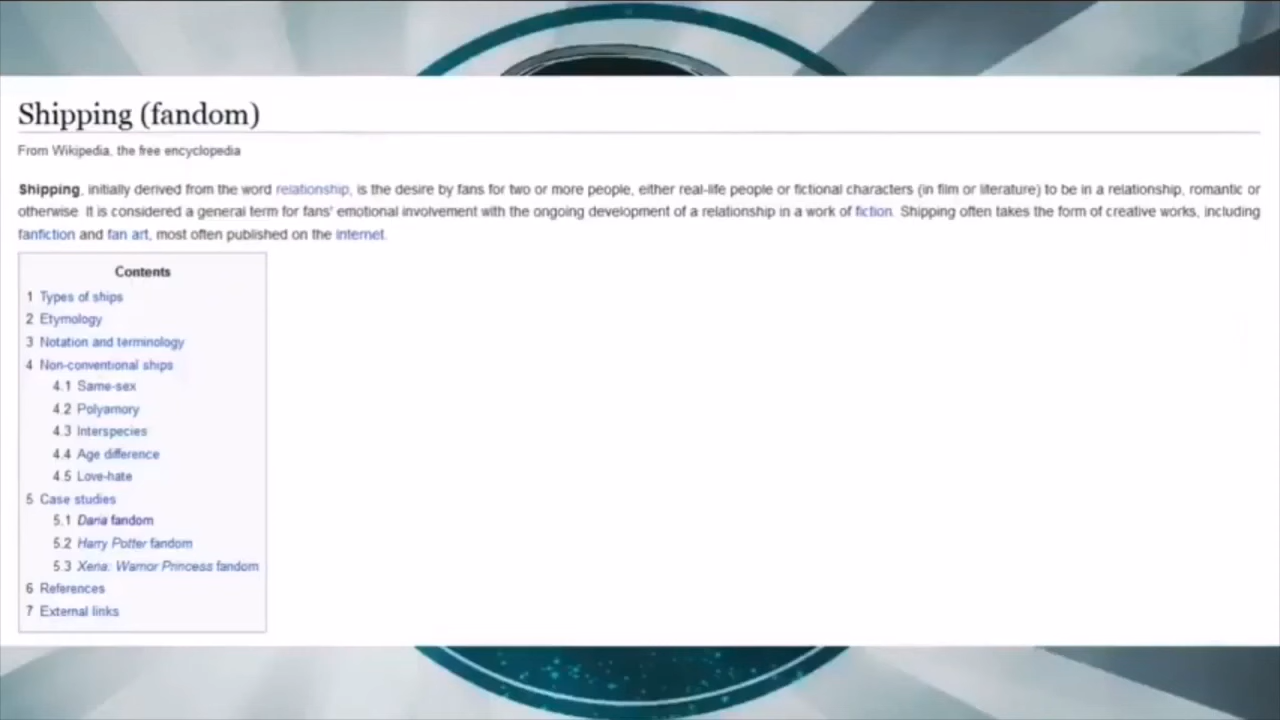 Shipping (fandom)
From Wikipedia, the free encyclopedia
Shipping, initially derived from the word relationship, is the desire by fans for two or more people, either real-life people or fictional characters (in film or literature) to be in a relationship, romantic or
otherwise. It is considered a general term for fans' emotional involvement with the ongoing development of a relationship in a work of fiction. Shipping often takes the form of creative works, including
fanfiction and fan art, most often published on the internet.
Contents
1 Types of ships
2 Etymology
3 Notation and terminology
4 Non-conventional ships
4.1 Same-sex
4.2 Polyamory
4.3 Interspecies
4.4 Age difference
4.5 Love-hate
5 Case studies
5.1 Daria fandom
5.2 Harry Potter fandom
5.3 Xena: Warrior Princess fandom
6 References
7 External links